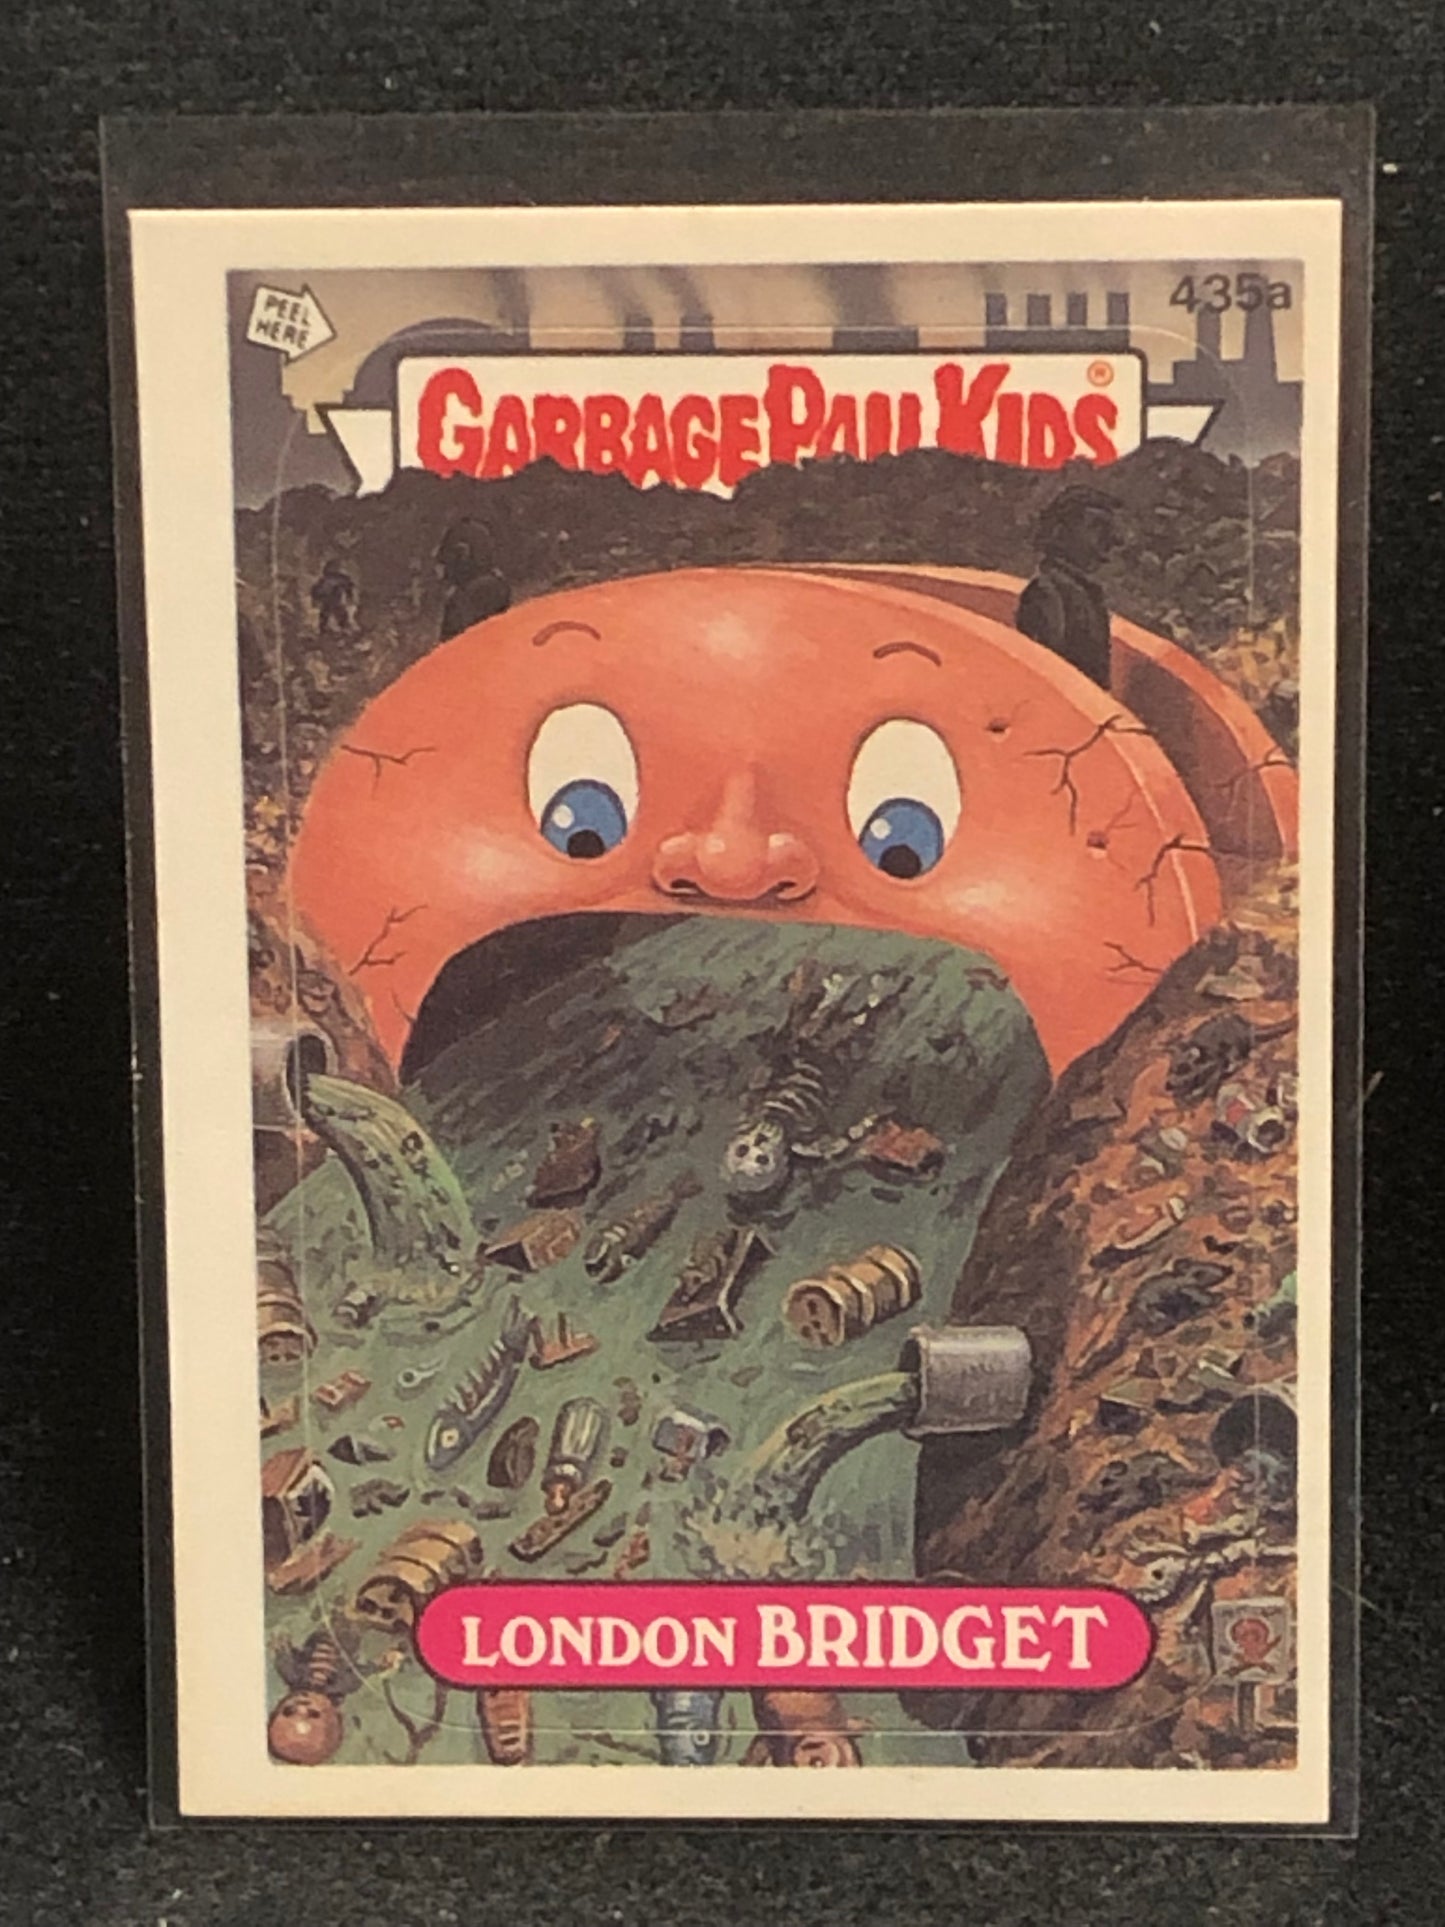 PEEL
HERE
435a
GARBAGE PAIL KIDS®
LONDON BRIDGET